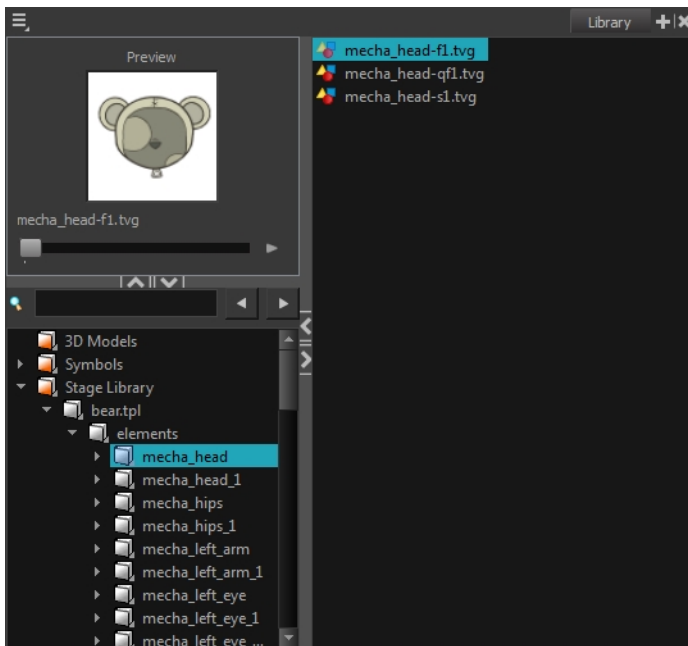 Library
Preview
mecha_head-f1.tvg
mecha_head-f1.tvg
mecha_head-qf1.tvg
mecha_head-s1.tvg
3D Models
Symbols
Stage Library
bear.tpl
elements
mecha_head
mecha_head_1
mecha_hips
mecha_hips_1
mecha_left_arm
mecha_left_arm_1
mecha_left_eye
mecha_left_eye_1
mecha_left_eye_...